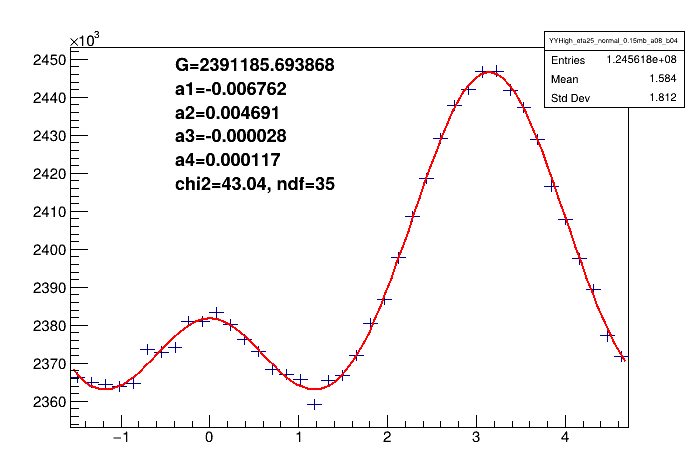 ×10³
YYHigh_eta25_normal_0.15mb_a08_b04
Entries 1.245618e+08
Mean 1.584
Std Dev 1.812
G=2391185.693868
a1=-0.006762
a2=0.004691
a3=-0.000028
a4=0.000117
chi2=43.04, ndf=35
2450
2440
2430
2420
2410
2400
2390
2380
2370
2360
−1 0 1 2 3 4